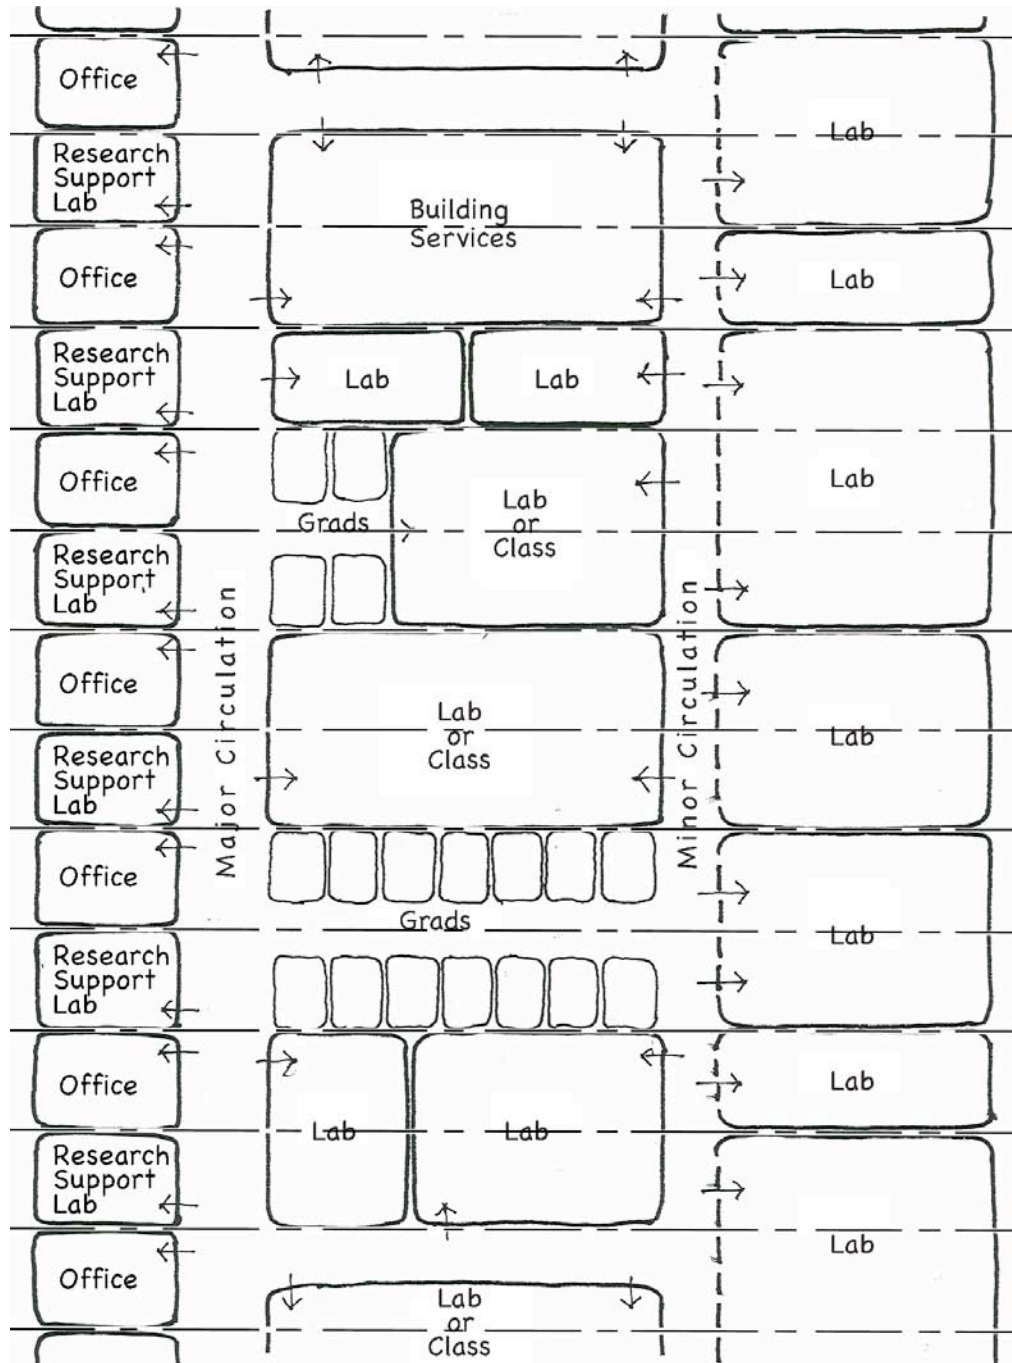 Office
Research
Support
Lab
Office
Research
Support
Lab
Office
Research
Support
Lab
Office
Research
Support
Lab
Office
Research
Support
Lab
Office
Research
Support
Lab
Office
Major Circulation
Building
Services
Lab
Lab
Grads
Lab
or
Class
Lab
or
Class
Grads
Lab
Lab
Lab
or
Class
Minor Circulation
Lab
Lab
Lab
Lab
Lab
Lab
Lab